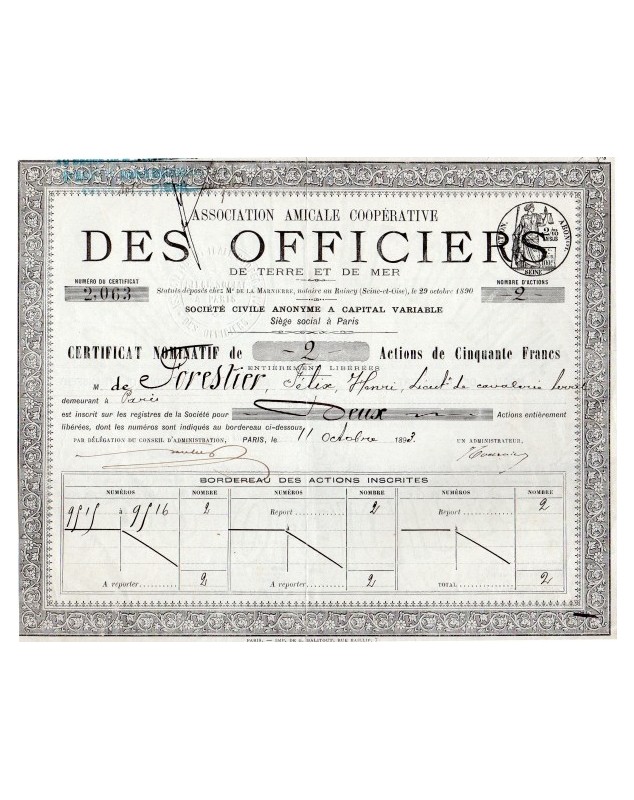 ASSOCIATION AMICALE COOPÉRATIVE
DES OFFICIERS
DE TERRE ET DE MER
NUMÉRO DU CERTIFICAT
2,063
NOMBRE D'ACTIONS
2
SEINE
Statuts déposés chez Me DE LA MARNIERRE, notaire au Raincy (Seine-et-Oise), le 29 octobre 1890
SOCIÉTÉ CIVILE ANONYME A CAPITAL VARIABLE
Siège social à Paris
CERTIFICAT NOMINATIF de 2 Actions de Cinquante Francs
ENTIÈREMENT LIBÉRÉES
M. de Forestier, Félix, Henri, Lieut de cavalerie
demeurant à Paris
est inscrit sur les registres de la Société pour Deux Actions entièrement
libérées, dont les numéros sont indiqués au bordereau ci-dessous
PAR DÉLÉGATION DU CONSEIL D'ADMINISTRATION, PARIS, le 11 Octobre 1893. UN ADMINISTRATEUR,
BORDEREAU DES ACTIONS INSCRITES
NUMÉROS NOMBRE NUMÉROS NOMBRE NUMÉROS NOMBRE
9515 à 9516 2 Report 2 Report 2
à à
A reporter 2 A reporter 2 TOTAL 2